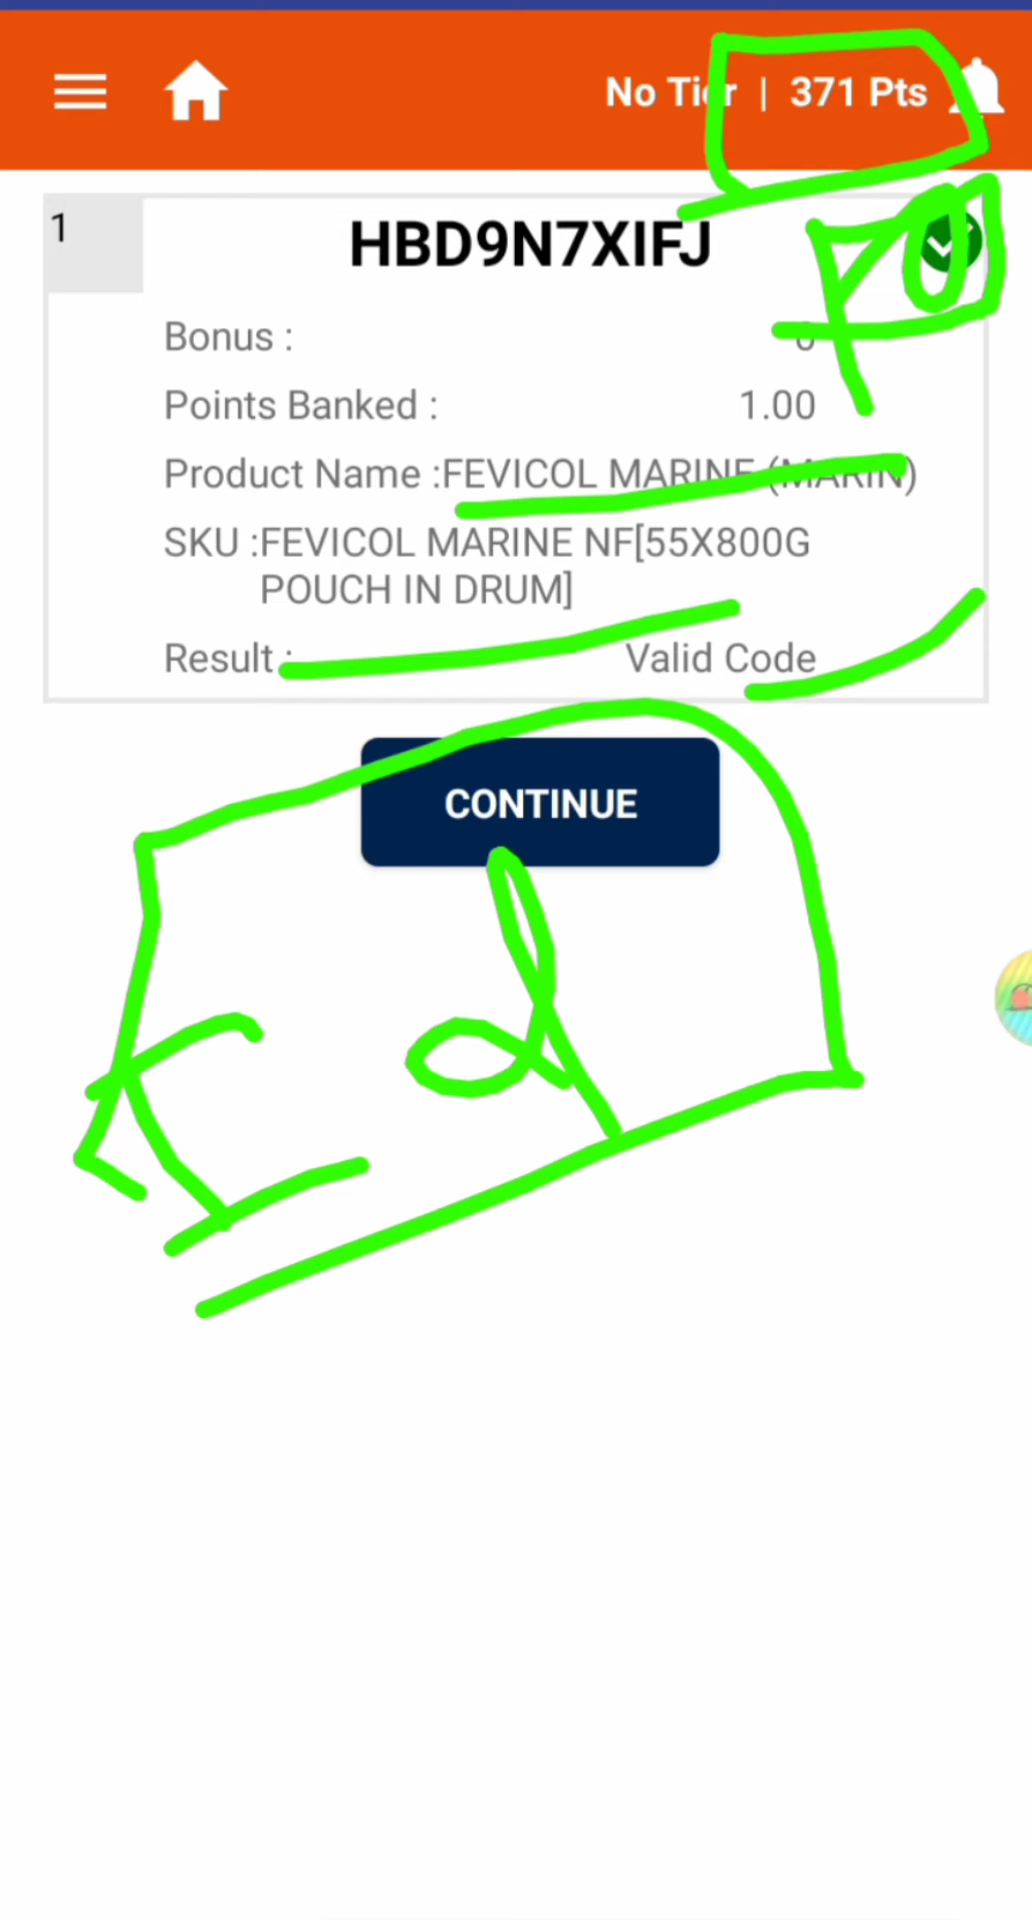 No Tier | 371 Pts
1
HBD9N7XIFJ
Bonus : 0
Points Banked : 1.00
Product Name :FEVICOL MARINE (MARIN)
SKU :FEVICOL MARINE NF[55X800G
POUCH IN DRUM]
Result : Valid Code
CONTINUE